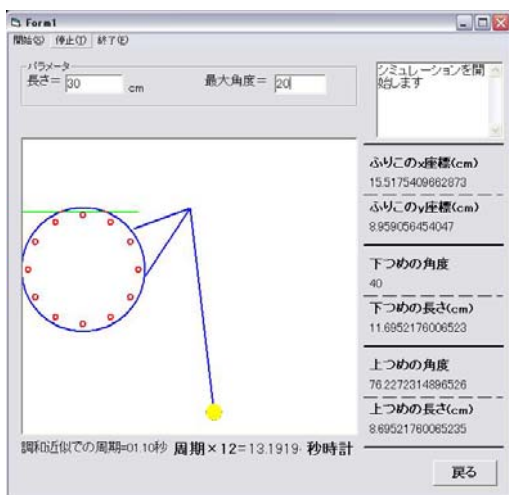 Form1
開始(S) 停止(T) 終了(E)
パラメータ
長さ= 30 cm 最大角度= 20
シミュレーションを開
始します
ふりこのx座標(cm)
15.5175409662873
ふりこのy座標(cm)
8.959056454047
下つめの角度
40
下つめの長さ(cm)
11.6952176006523
上つめの角度
76.2272314896526
上つめの長さ(cm)
8.69521760065235
調和近似での周期=01.10秒 周期×12=13.1919· 秒時計
戻る